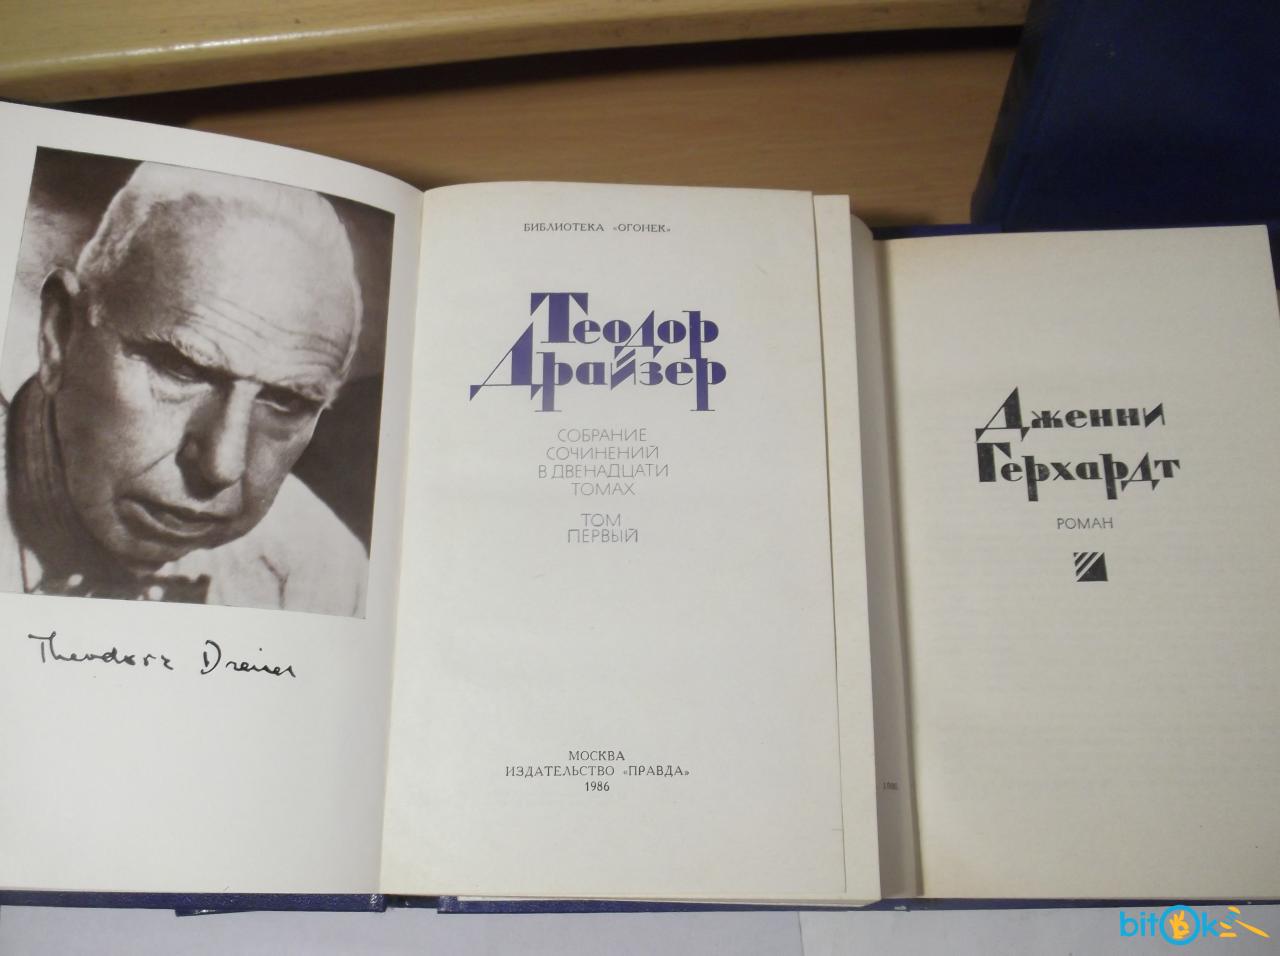 Theodore Dreiser
БИБЛИОТЕКА «ОГОНЕК»
Теодор
Драйзер
СОБРАНИЕ
СОЧИНЕНИЙ
В ДВЕНАДЦАТИ
ТОМАХ
ТОМ
ПЕРВЫЙ
МОСКВА
ИЗДАТЕЛЬСТВО «ПРАВДА»
1986
Дженни
Герхардт
РОМАН
bitOk